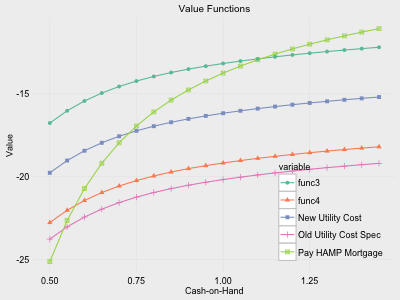 Value Functions
Value
-15
-20
-25
variable
func3
func4
New Utility Cost
Old Utility Cost Spec
Pay HAMP Mortgage
0.50
0.75
1.00
1.25
Cash-on-Hand